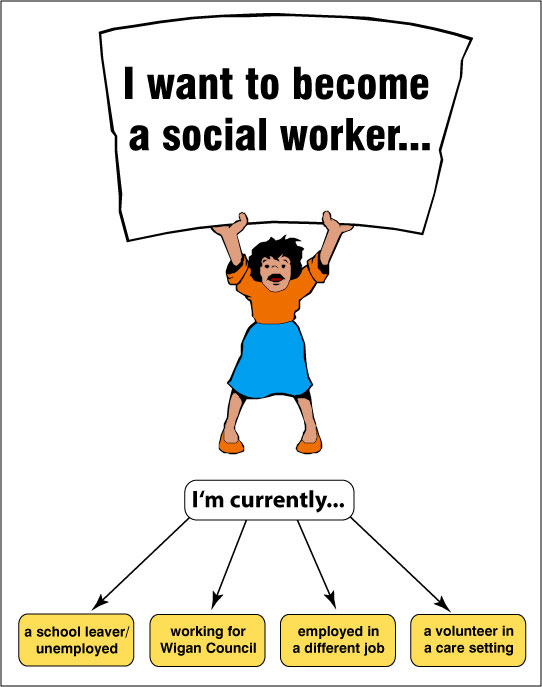 I want to become
a social worker...
I‘m currently...
a school leaver/
unemployed
working for
Wigan Council
employed in
a different job
a volunteer in
a care setting